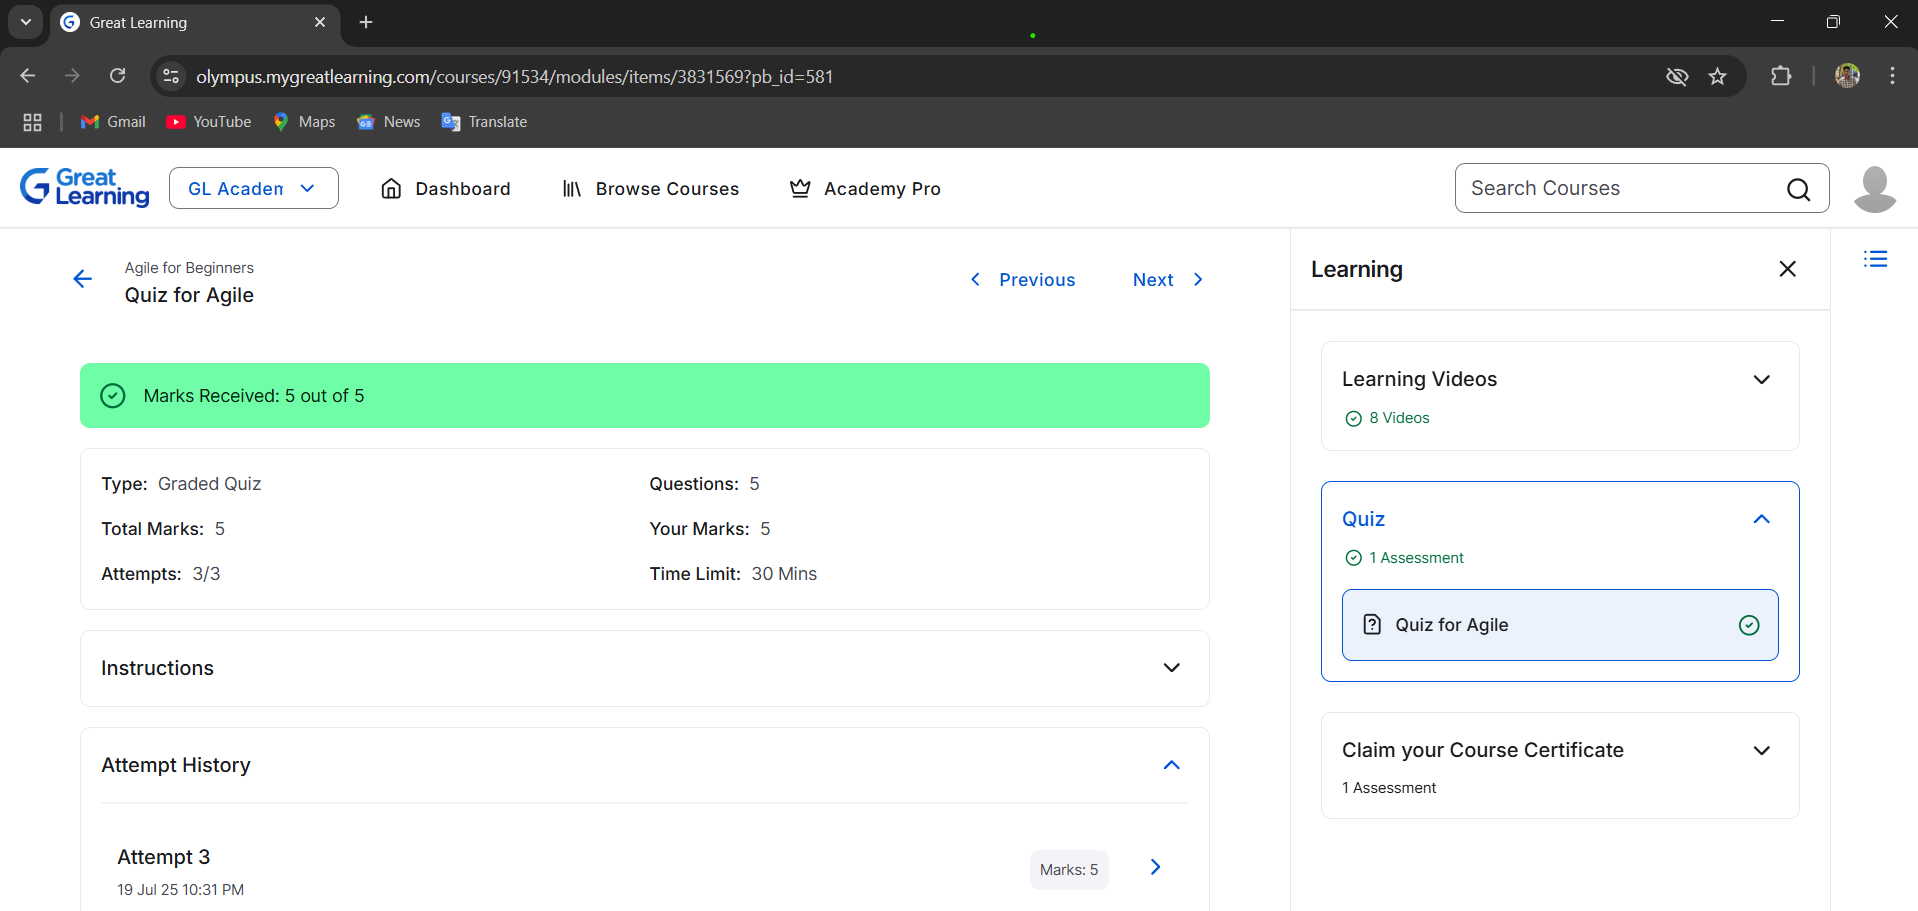 Great Learning
olympus.mygreatlearning.com/courses/91534/modules/items/3831569?pb_id=581
Gmail
YouTube
Maps
News
Translate
Great Learning
GL Academ
Dashboard
Browse Courses
Academy Pro
Search Courses
Agile for Beginners
Quiz for Agile
Previous
Next
Marks Received: 5 out of 5
Type: Graded Quiz
Questions: 5
Total Marks: 5
Your Marks: 5
Attempts: 3/3
Time Limit: 30 Mins
Instructions
Attempt History
Attempt 3
19 Jul 25 10:31 PM
Marks: 5
Learning
Learning Videos
8 Videos
Quiz
1 Assessment
Quiz for Agile
Claim your Course Certificate
1 Assessment